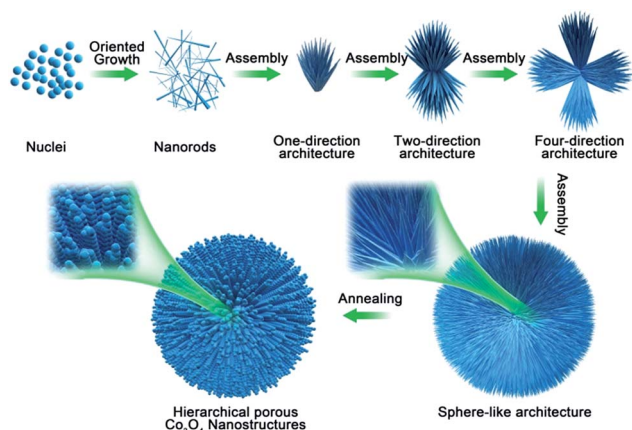 Oriented
Growth
Assembly
Assembly
Assembly
Nuclei
Nanorods
One-direction
architecture
Two-direction
architecture
Four-direction
architecture
Assembly
Annealing
Hierarchical porous
Co₃O₄ Nanostructures
Sphere-like architecture